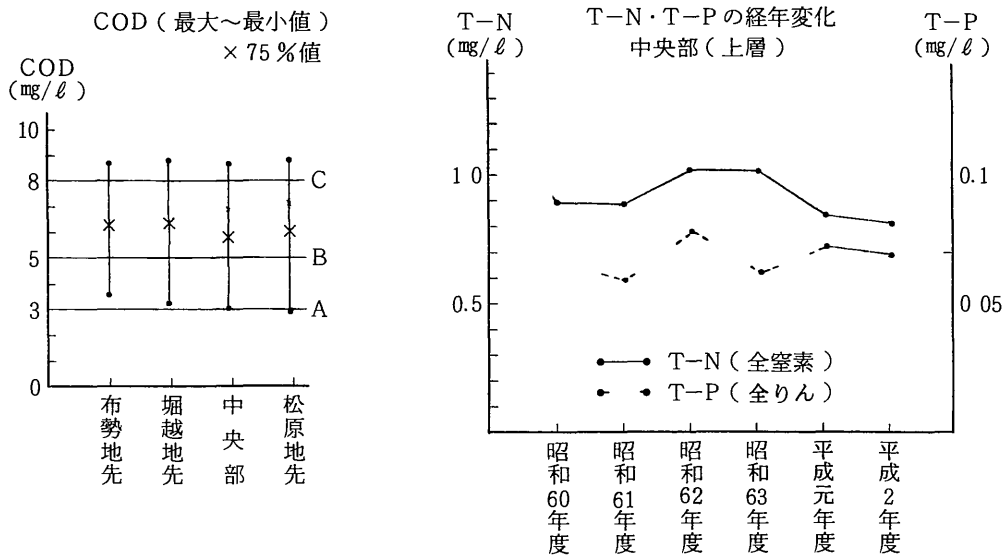 COD(最大~最小値)
×75%値
COD
(mg/ℓ)
10
8
5
3
0
C
B
A
布勢地先
堀越地先
中央部
松原地先
T-N・T-Pの経年変化
中央部(上層)
T-N
(mg/ℓ)
T-P
(mg/ℓ)
1 0
0.5
0.1
0 05
T-N(全窒素)
T-P(全りん)
昭和60年度
昭和61年度
昭和62年度
昭和63年度
平成元年度
平成2年度